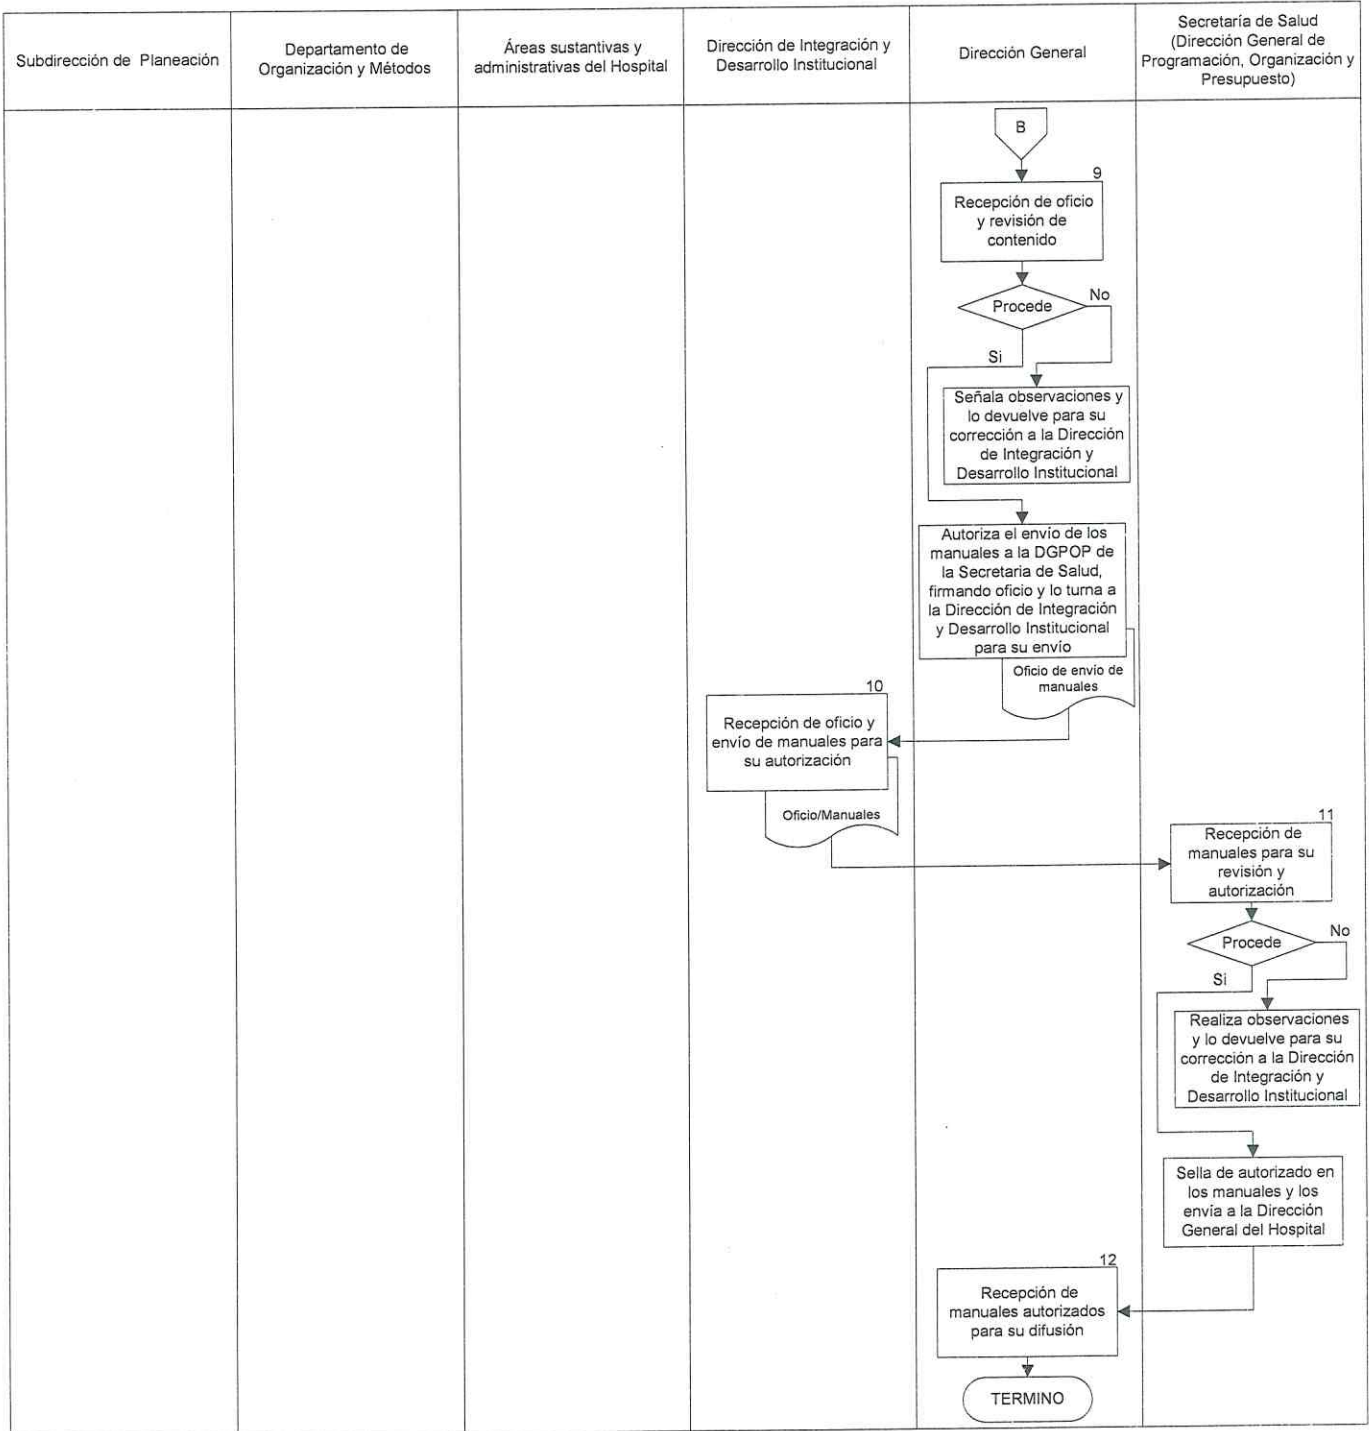 Subdirección de Planeación
Departamento de
Organización y Métodos
Áreas sustantivas y
administrativas del Hospital
Dirección de Integración y
Desarrollo Institucional
Dirección General
Secretaría de Salud
(Dirección General de
Programación, Organización y
Presupuesto)
B
9
Recepción de oficio
y revisión de
contenido
Procede
No
Si
Señala observaciones y
lo devuelve para su
corrección a la Dirección
de Integración y
Desarrollo Institucional
Autoriza el envío de los
manuales a la DGPOP de
la Secretaria de Salud,
firmando oficio y lo turna a
la Dirección de Integración
y Desarrollo Institucional
para su envío
Oficio de envío de
manuales
10
Recepción de oficio y
envío de manuales para
su autorización
Oficio/Manuales
11
Recepción de
manuales para su
revisión y
autorización
Procede
No
Si
Realiza observaciones
y lo devuelve para su
corrección a la Dirección
de Integración y
Desarrollo Institucional
Sella de autorizado en
los manuales y los
envía a la Dirección
General del Hospital
12
Recepción de
manuales autorizados
para su difusión
TERMINO